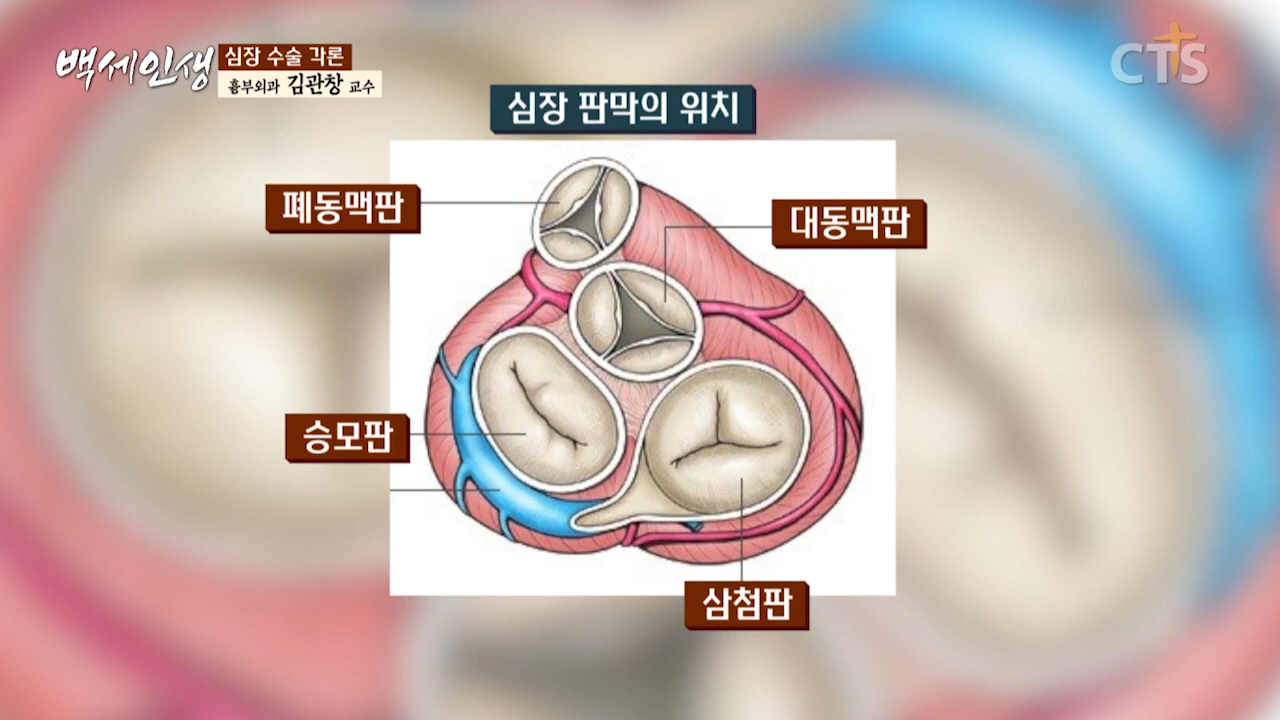 백세인생
심장 수술 각론
흉부외과 김관창 교수
CTS
심장 판막의 위치
폐동맥판
대동맥판
승모판
삼첨판